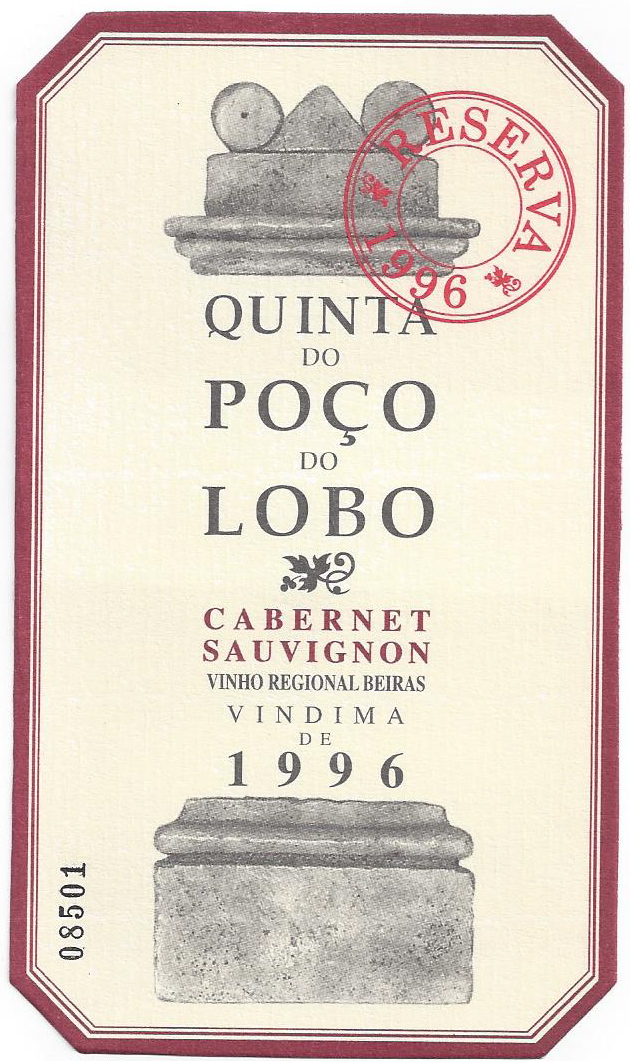 RESERVA
1996
QUINTA
DO
POÇO
DO
LOBO
CABERNET
SAUVIGNON
VINHO REGIONAL BEIRAS
VINDIMA
DE
1996
08501